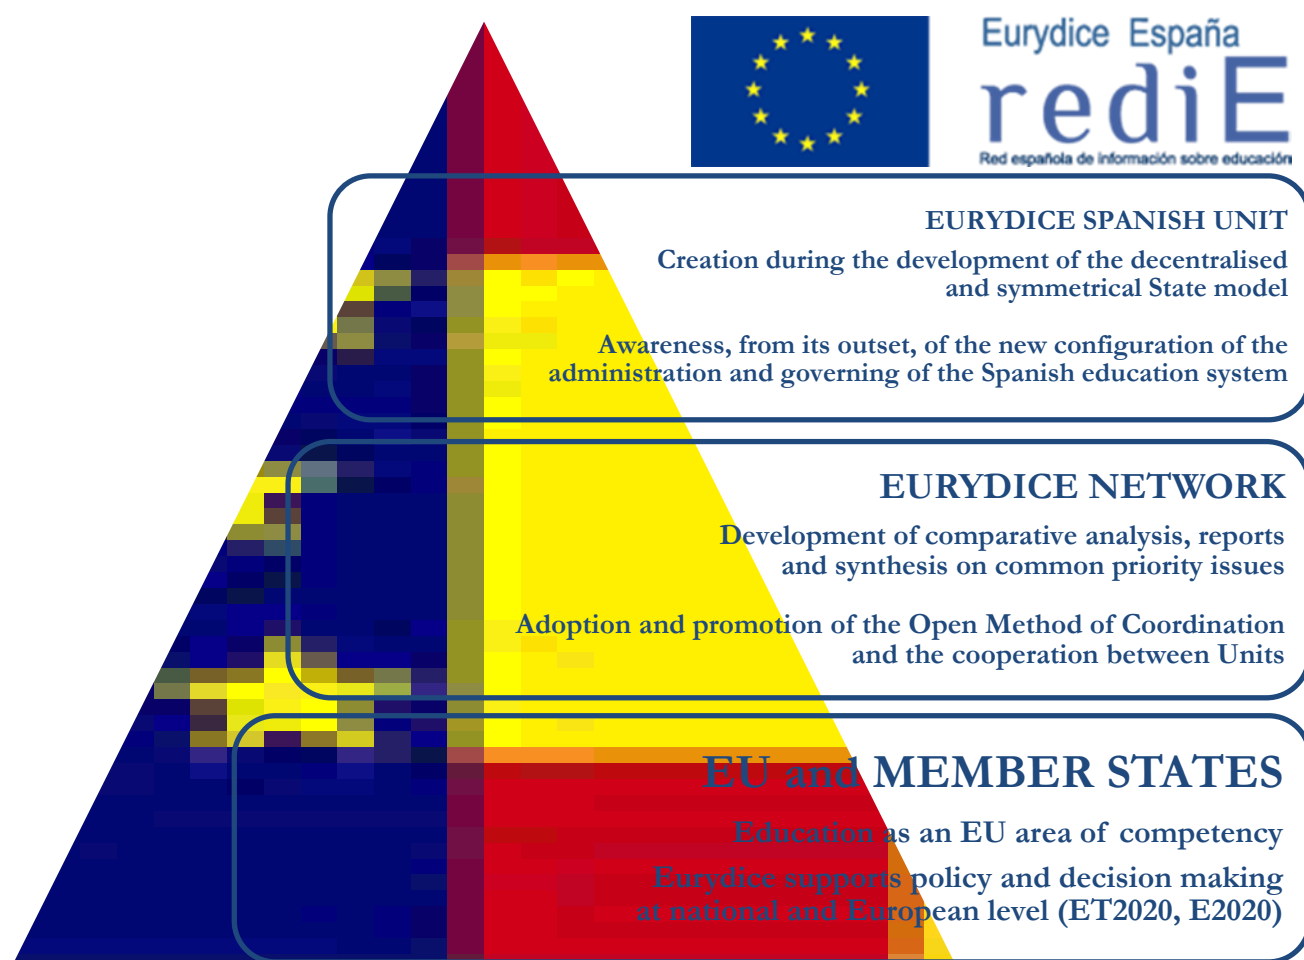 Eurydice España
rediE
Red española de información sobre educación
EURYDICE SPANISH UNIT
Creation during the development of the decentralised
and symmetrical State model
Awareness, from its outset, of the new configuration of the
administration and governing of the Spanish education system
EURYDICE NETWORK
Development of comparative analysis, reports
and synthesis on common priority issues
Adoption and promotion of the Open Method of Coordination
and the cooperation between Units
EU and MEMBER STATES
Education as an EU area of competency
Eurydice supports policy and decision making
at national and European level (ET2020, E2020)